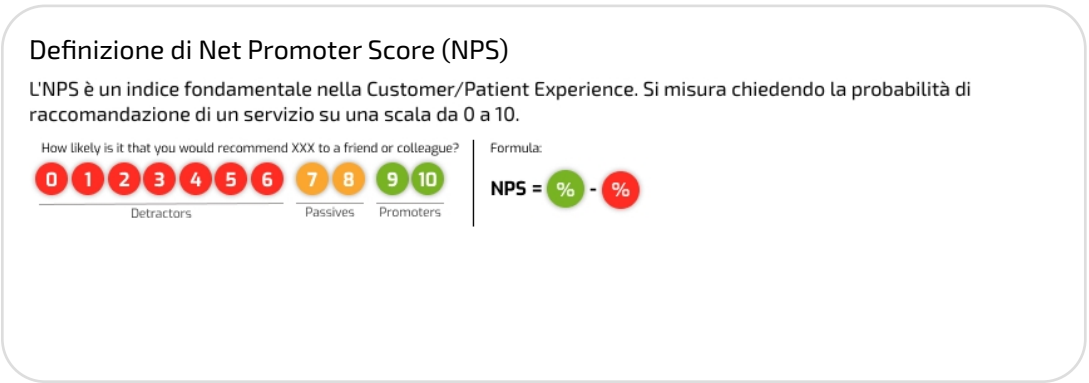 Definizione di Net Promoter Score (NPS)
L'NPS è un indice fondamentale nella Customer/Patient Experience. Si misura chiedendo la probabilità di
raccomandazione di un servizio su una scala da 0 a 10.
How likely is it that you would recommend XXX to a friend or colleague?
0 1 2 3 4 5 6 7 8 9 10
Detractors Passives Promoters
Formula:
NPS = % - %